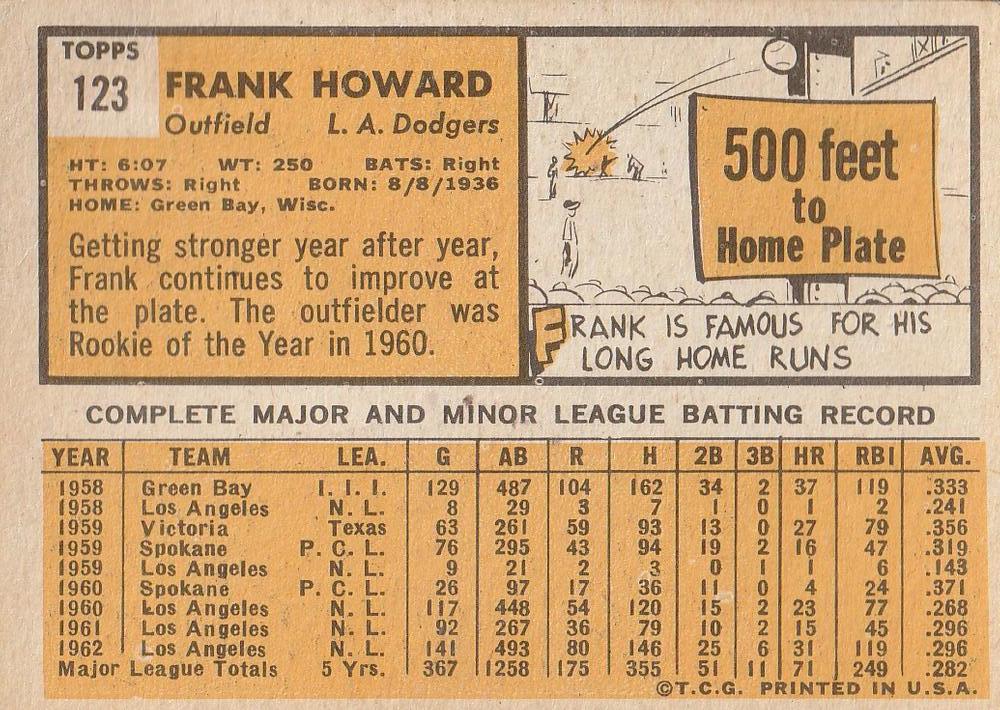 TOPPS
123
FRANK HOWARD
Outfield L. A. Dodgers
HT: 6:07 WT: 250 BATS: Right
THROWS: Right BORN: 8/8/1936
HOME: Green Bay, Wisc.
Getting stronger year after year,
Frank continues to improve at
the plate. The outfielder was
Rookie of the Year in 1960.
500 feet
to
Home Plate
FRANK IS FAMOUS FOR HIS
LONG HOME RUNS
COMPLETE MAJOR AND MINOR LEAGUE BATTING RECORD
YEAR TEAM LEA. G AB R H 2B 3B HR RBI AVG.
1958 Green Bay I. I. I. 129 487 104 162 34 2 37 119 .333
1958 Los Angeles N. L. 8 29 3 7 1 0 1 2 .241
1959 Victoria Texas 63 261 59 93 13 0 27 79 .356
1959 Spokane P. C. L. 76 295 43 94 19 2 16 47 .319
1959 Los Angeles N. L. 9 21 2 3 0 1 1 6 .143
1960 Spokane P. C. L. 26 97 17 36 11 0 4 24 .371
1960 Los Angeles N. L. 117 448 54 120 15 2 23 77 .268
1961 Los Angeles N. L. 92 267 36 79 10 2 15 45 .296
1962 Los Angeles N. L. 141 493 80 146 25 6 31 119 .296
Major League Totals 5 Yrs. 367 1258 175 355 51 11 71 249 .282
©T.C.G. PRINTED IN U.S.A.